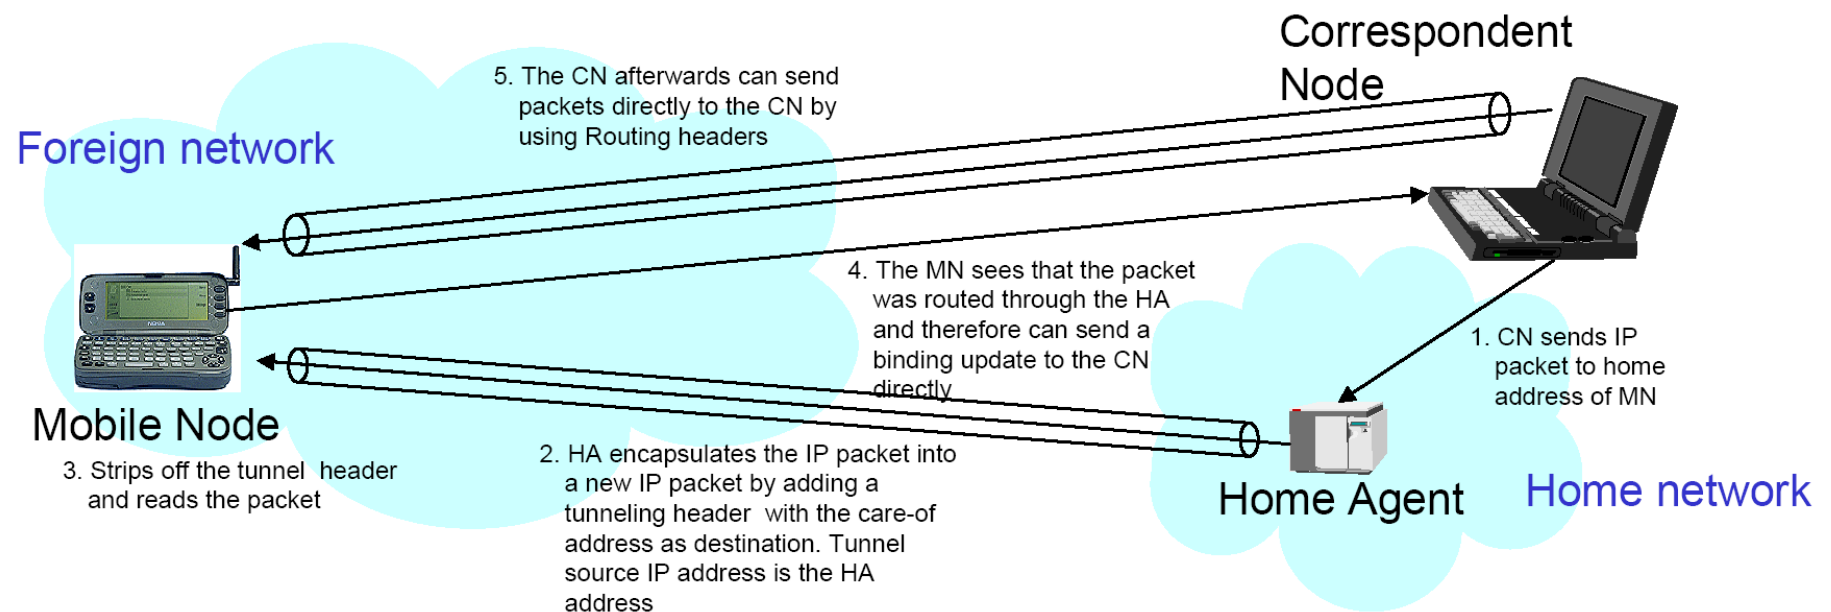 Correspondent
Node
5. The CN afterwards can send
packets directly to the CN by
using Routing headers
Foreign network
4. The MN sees that the packet
was routed through the HA
and therefore can send a
binding update to the CN
directly
1. CN sends IP
packet to home
address of MN
NOKIA
Mobile Node
3. Strips off the tunnel header
and reads the packet
2. HA encapsulates the IP packet into
a new IP packet by adding a
tunneling header with the care-of
address as destination. Tunnel
source IP address is the HA
address
Home Agent
Home network